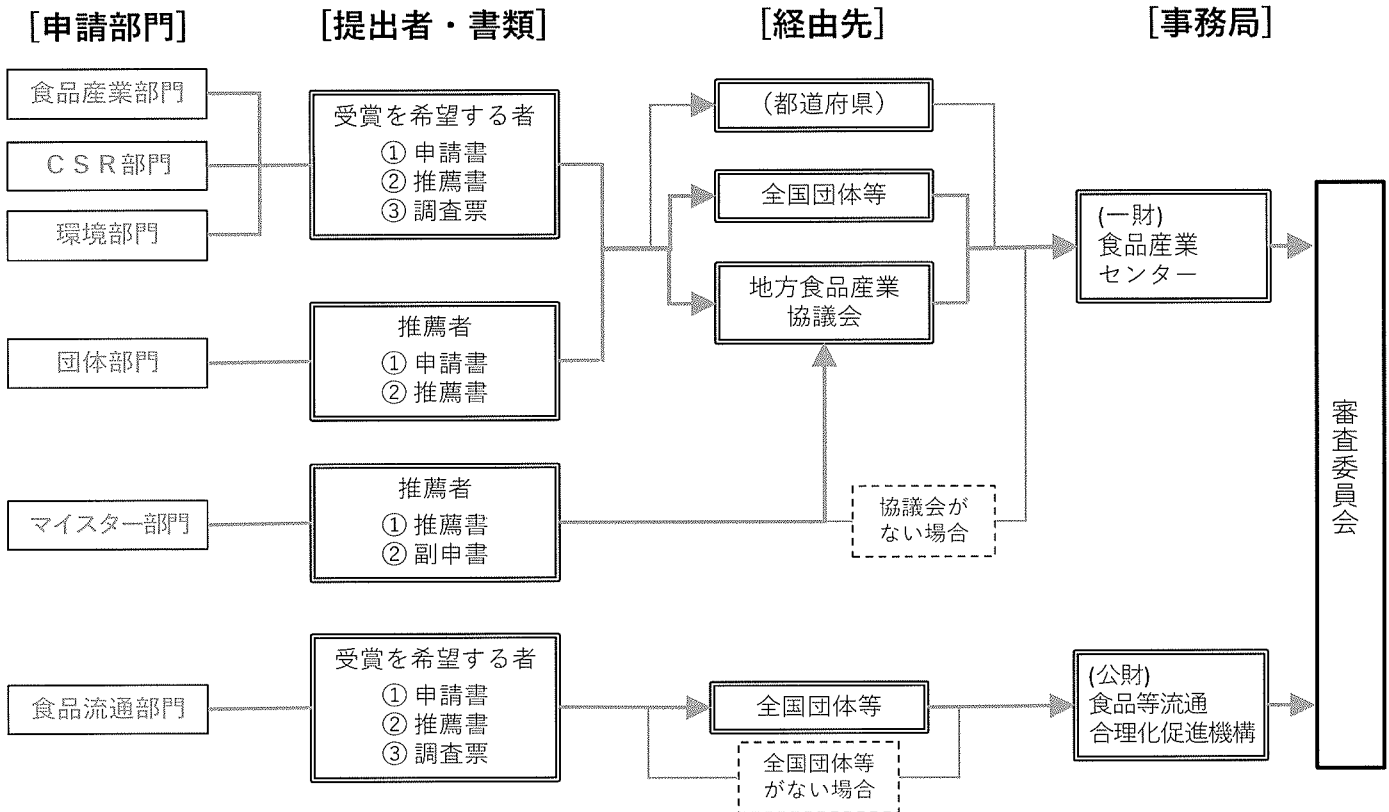 [申請部門]
[提出者・書類]
[経由先]
[事務局]
食品産業部門
ＣＳＲ部門
環境部門
団体部門
マイスター部門
食品流通部門
受賞を希望する者
① 申請書
② 推薦書
③ 調査票
推薦者
① 申請書
② 推薦書
推薦者
① 推薦書
② 副申書
受賞を希望する者
① 申請書
② 推薦書
③ 調査票
（都道府県）
全国団体等
地方食品産業
協議会
協議会が
ない場合
全国団体等
全国団体等
がない場合
(一財)
食品産業
センター
(公財)
食品等流通
合理化促進機構
審査委員会